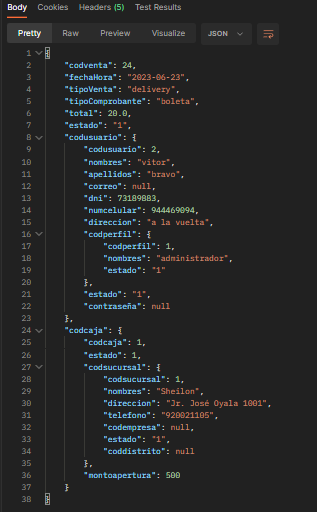 Body Cookies Headers (5) Test Results
Pretty Raw Preview Visualize JSON
1 {
2 "codventa": 24,
3 "fechaHora": "2023-06-23",
4 "tipoVenta": "delivery",
5 "tipoComprobante": "boleta",
6 "total": 20.0,
7 "estado": "1",
8 "codusuario": {
9 "codusuario": 2,
10 "nombres": "vitor",
11 "apellidos": "bravo",
12 "correo": null,
13 "dni": 73189883,
14 "numcelular": 944469094,
15 "direccion": "a la vuelta",
16 "codperfil": {
17 "codperfil": 1,
18 "nombres": "administrador",
19 "estado": "1"
20 },
21 "estado": "1",
22 "contraseña": null
23 },
24 "codcaja": {
25 "codcaja": 1,
26 "estado": 1,
27 "codsucursal": {
28 "codsucursal": 1,
29 "nombres": "Sheilon",
30 "direccion": "Jr. José Oyala 1001",
31 "telefono": "920021105",
32 "codempresa": null,
33 "estado": "1",
34 "coddistrito": null
35 },
36 "montoapertura": 500
37 }
38 }